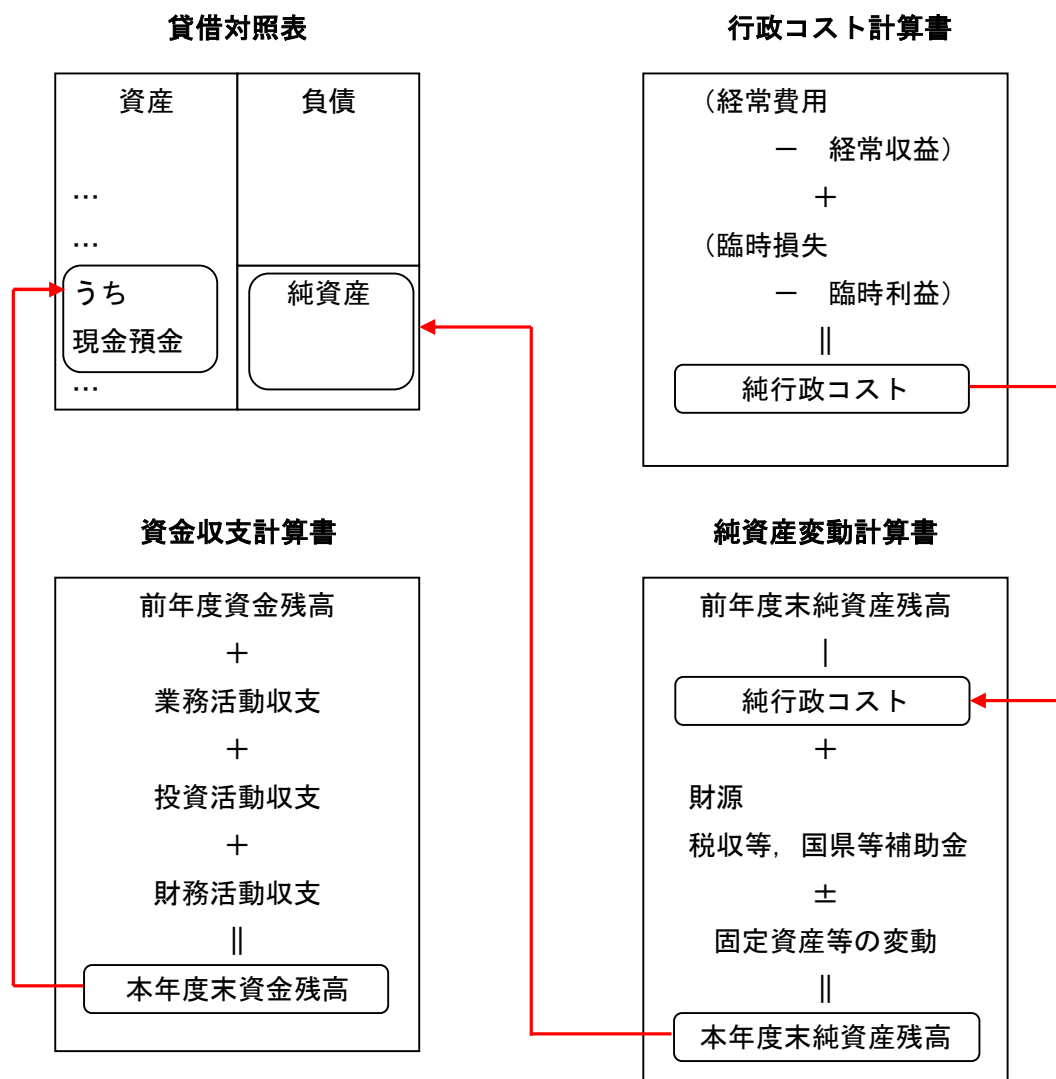 貸借対照表
資産
負債
…
…
うち
現金預金
…
純資産
行政コスト計算書
（経常費用
－　経常収益）
＋
（臨時損失
－　臨時利益）
||
純行政コスト
資金収支計算書
前年度資金残高
＋
業務活動収支
＋
投資活動収支
＋
財務活動収支
||
本年度末資金残高
純資産変動計算書
前年度末純資産残高
|
純行政コスト
＋
財源
税収等，国県等補助金
±
固定資産等の変動
||
本年度末純資産残高